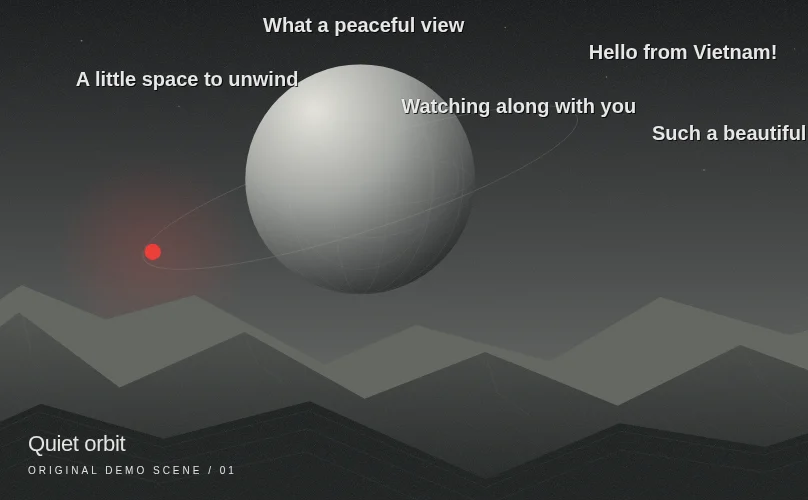 What a peaceful view
Hello from Vietnam!
A little space to unwind
Watching along with you
Such a beautiful
Quiet orbit
ORIGINAL DEMO SCENE / 01